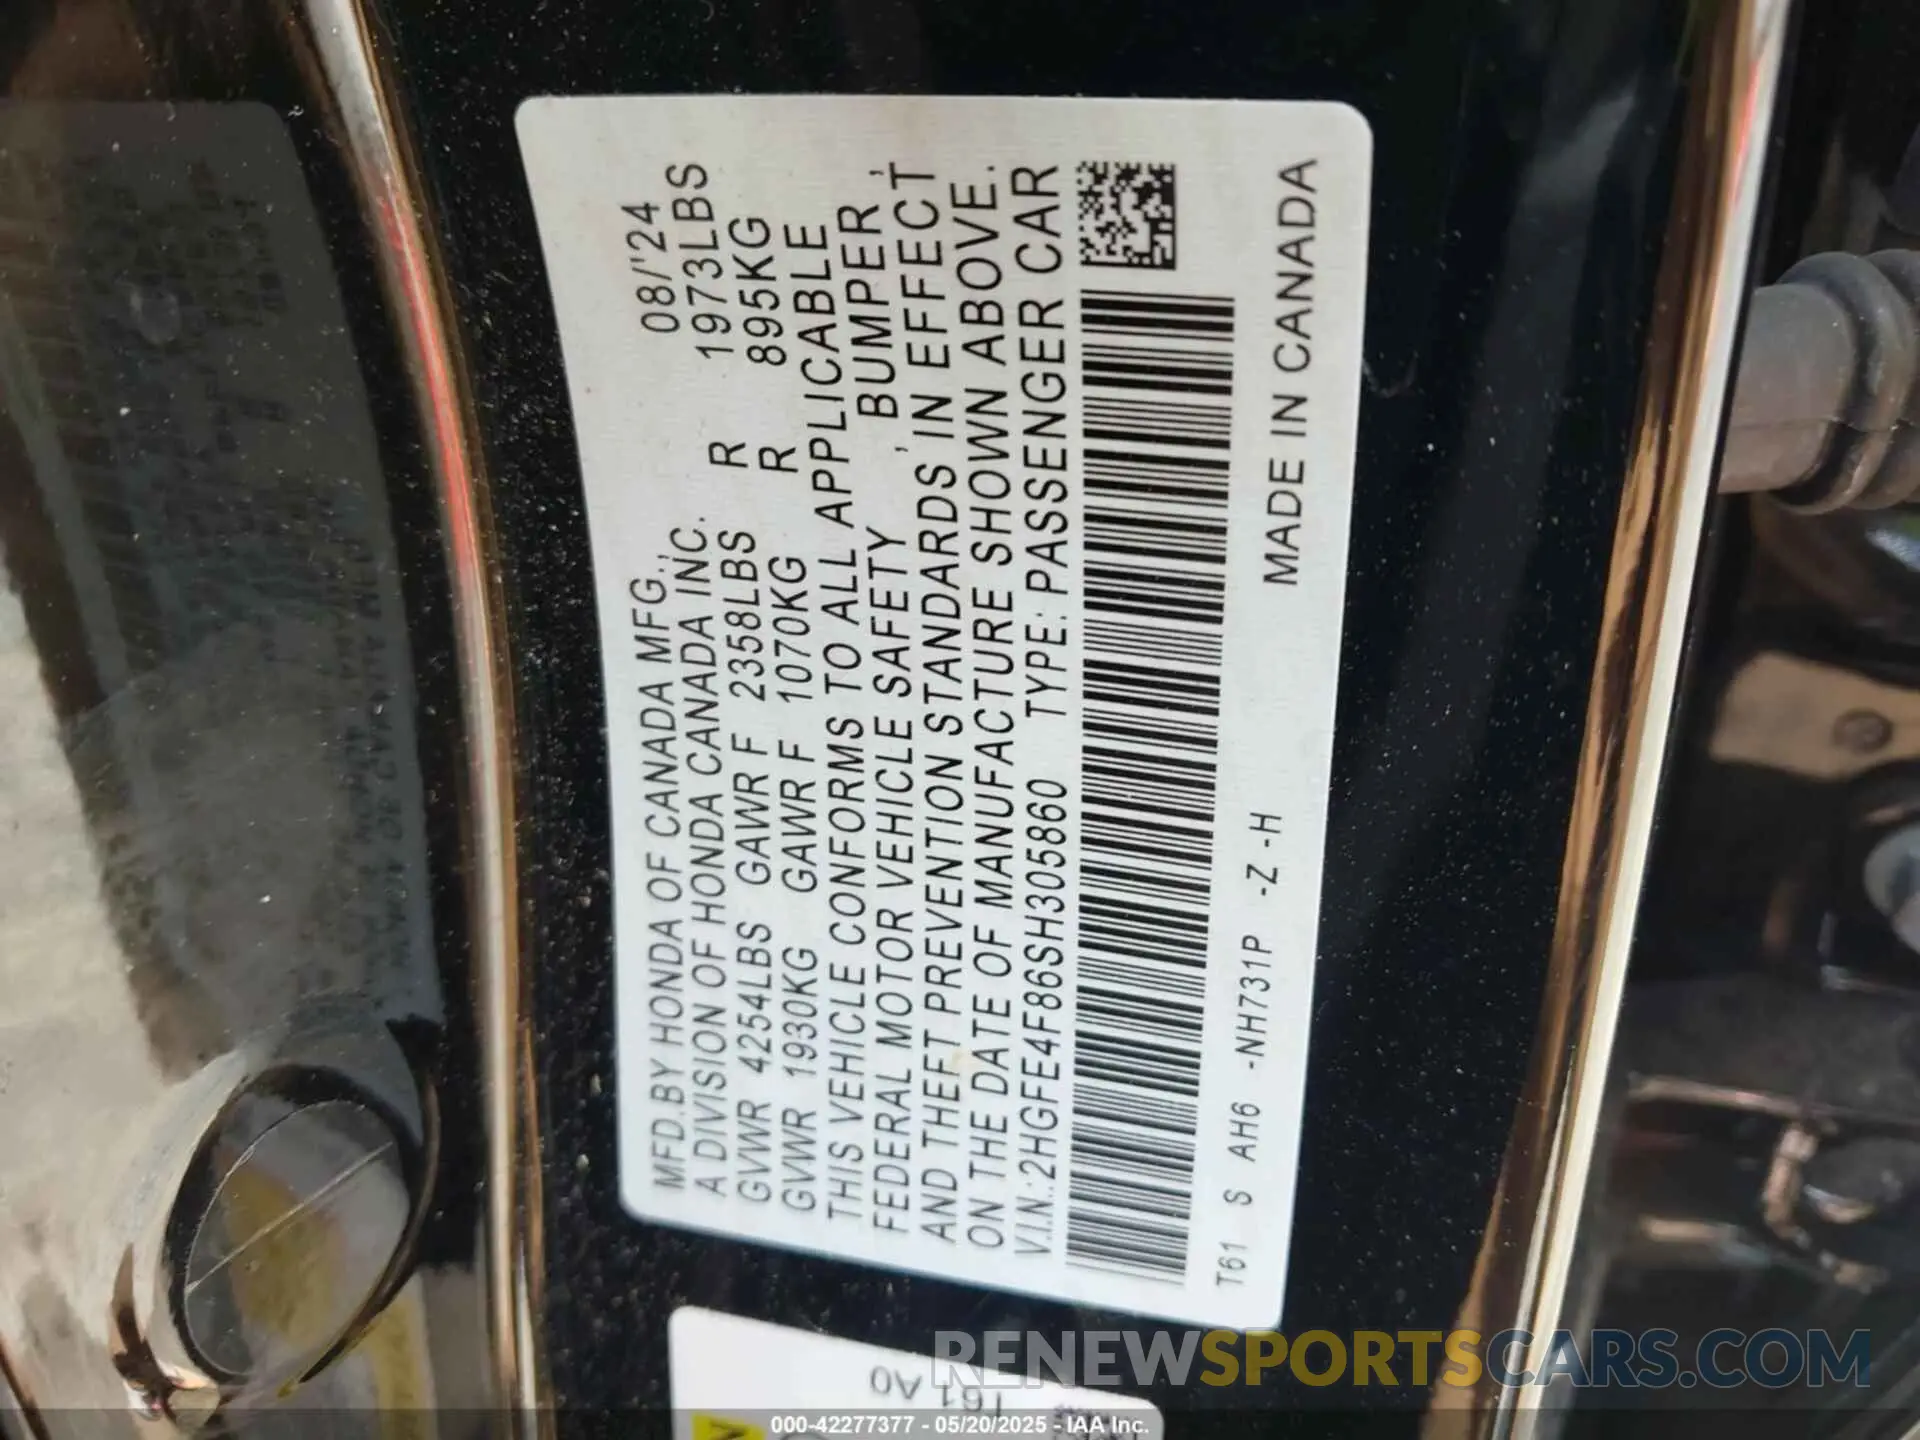 MFD.BY HONDA OF CANADA MFG., 08/'24
A DIVISION OF HONDA CANADA INC.
GVWR 4254LBS GAWR F 2358LBS R 1973LBS
GVWR 1930KG GAWR F 1070KG R 895KG
THIS VEHICLE CONFORMS TO ALL APPLICABLE
FEDERAL MOTOR VEHICLE SAFETY , BUMPER ,
AND THEFT PREVENTION STANDARDS IN EFFECT
ON THE DATE OF MANUFACTURE SHOWN ABOVE.
V.I.N.:2HGFE4F86SH305860 TYPE: PASSENGER CAR
T61 S AH6 -NH731P -Z -H MADE IN CANADA
T61
RENEWSPORTSCARS.COM
000-42277377 - 05/20/2025 - IAA Inc.